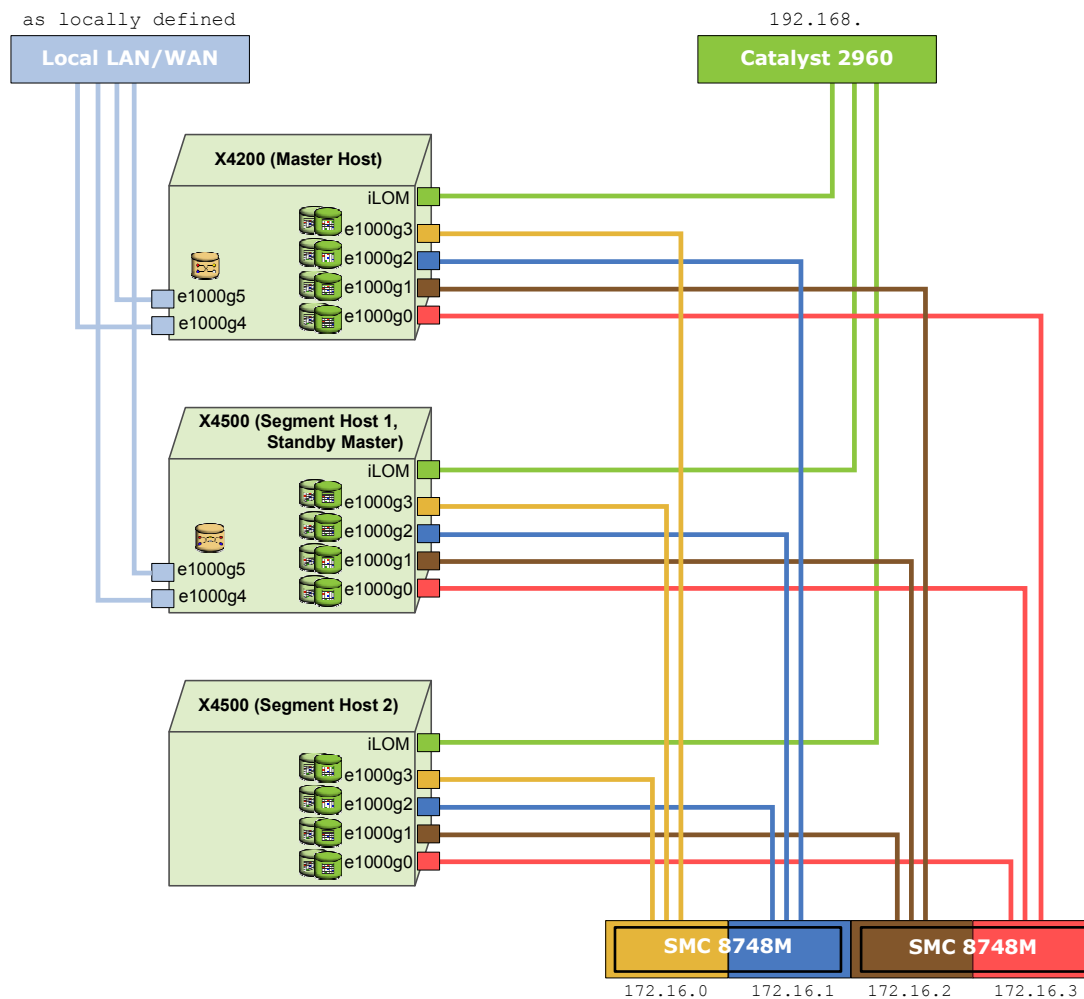 as locally defined
192.168.
Local LAN/WAN
Catalyst 2960
X4200 (Master Host)
iLOM
e1000g3
e1000g2
e1000g1
e1000g0
e1000g5
e1000g4
X4500 (Segment Host 1,
Standby Master)
iLOM
e1000g3
e1000g2
e1000g1
e1000g0
e1000g5
e1000g4
X4500 (Segment Host 2)
iLOM
e1000g3
e1000g2
e1000g1
e1000g0
SMC 8748M
SMC 8748M
172.16.0
172.16.1
172.16.2
172.16.3